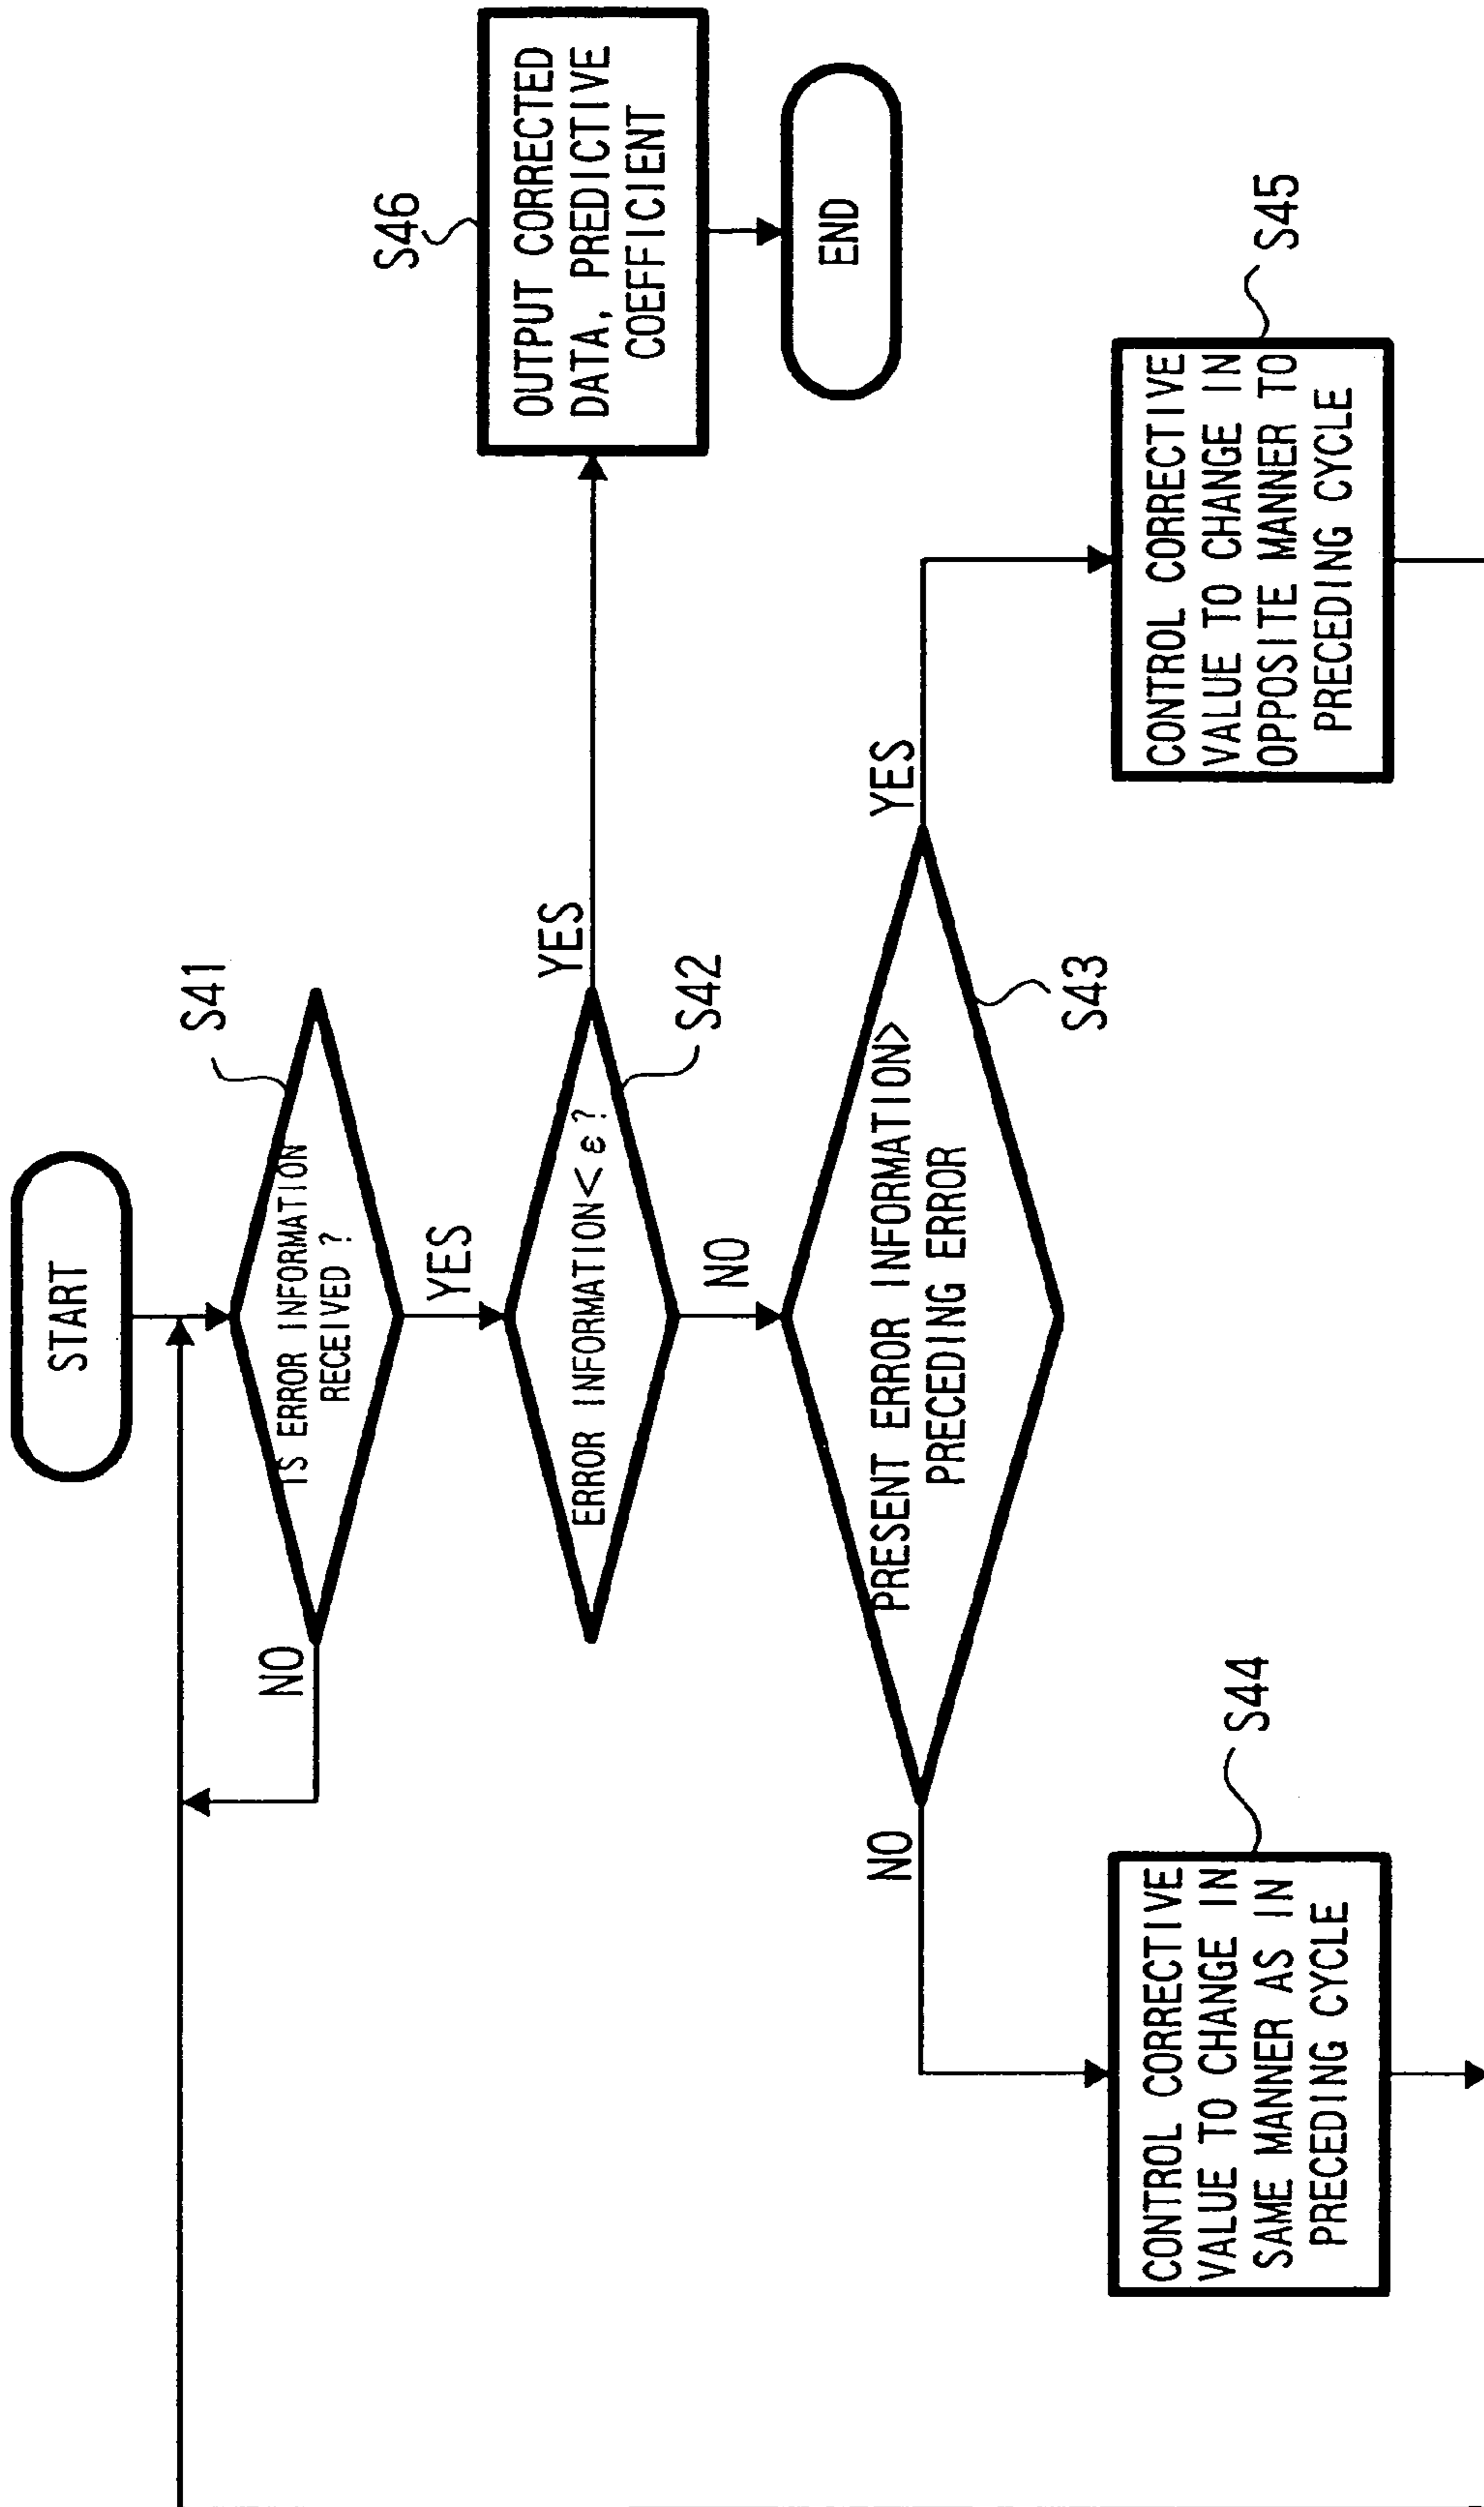 START
S41
IS ERROR INFORMATION
RECEIVED ?
NO
YES
S42
ERROR INFORMATION < ε ?
YES
NO
S46
OUTPUT CORRECTED
DATA, PREDICTIVE
COEFFICIENT
END
PRESENT ERROR INFORMATION>
PRECEDING ERROR
S43
NO
YES
S44
CONTROL CORRECTIVE
VALUE TO CHANGE IN
SAME MANNER AS IN
PRECEDING CYCLE
S45
CONTROL CORRECTIVE
VALUE TO CHANGE IN
OPPOSITE MANNER TO
PRECEDING CYCLE